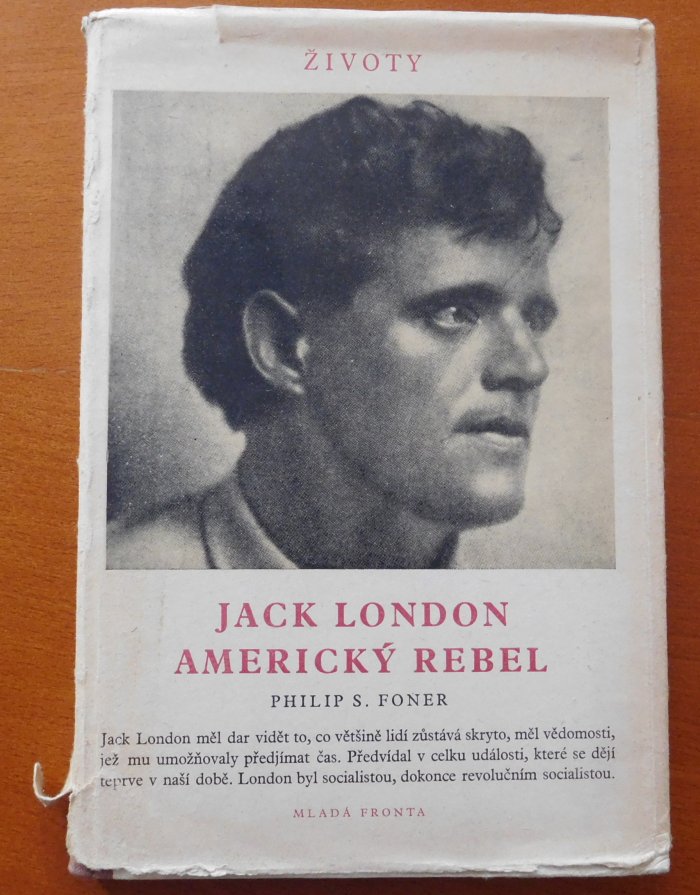 ŽIVOTY
JACK LONDON
AMERICKÝ REBEL
PHILIP S. FONER
Jack London měl dar vidět to, co většině lidí zůstává skryto, měl vědomosti,
jež mu umožňovaly předjímat čas. Předvídal v celku události, které se dějí
teprve v naší době. London byl socialistou, dokonce revolučním socialistou.
MLADÁ FRONTA